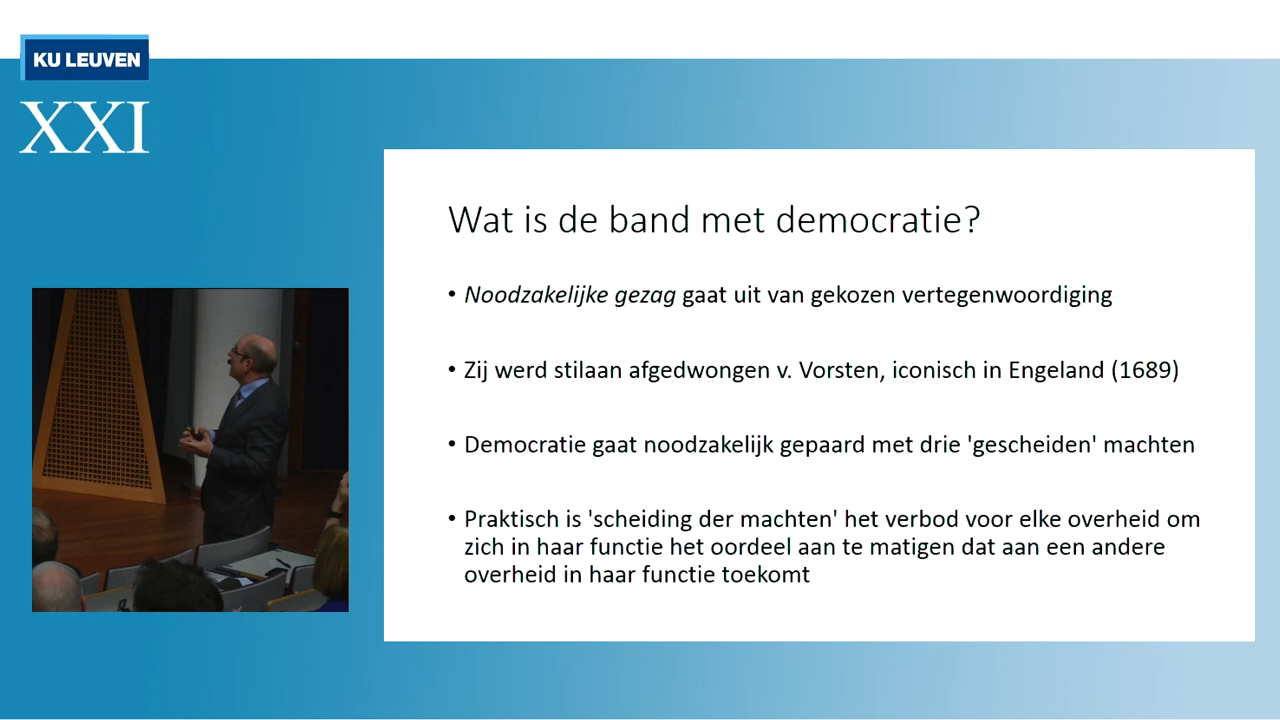 KU LEUVEN
XXI
Wat is de band met democratie?
• Noodzakelijke gezag gaat uit van gekozen vertegenwoordiging
• Zij werd stilaan afgedwongen v. Vorsten, iconisch in Engeland (1689)
• Democratie gaat noodzakelijk gepaard met drie 'gescheiden' machten
• Praktisch is 'scheiding der machten' het verbod voor elke overheid om
zich in haar functie het oordeel aan te matigen dat aan een andere
overheid in haar functie toekomt